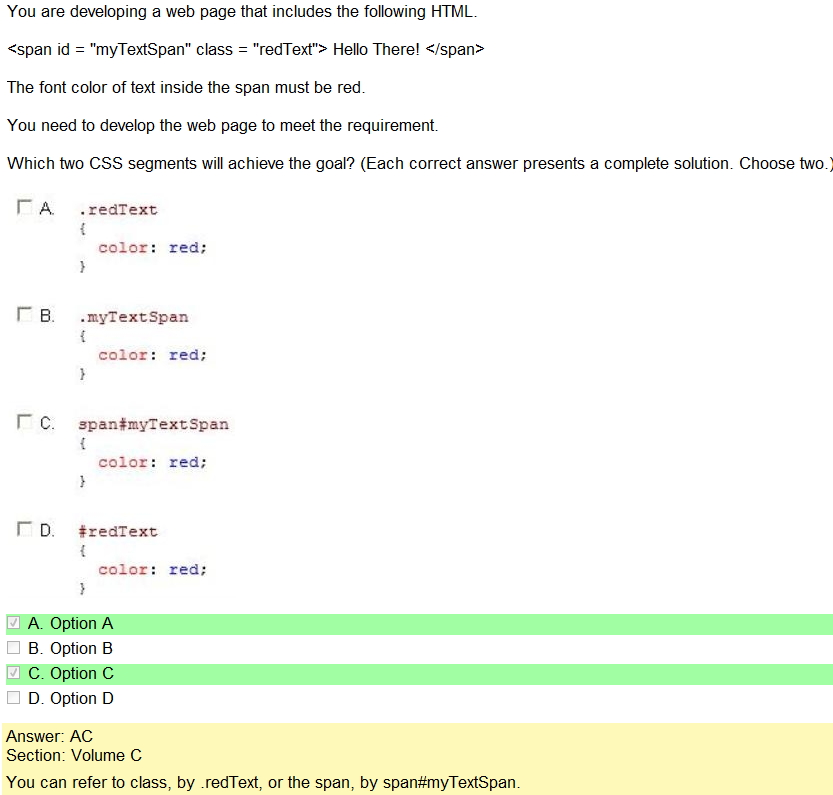 You are developing a web page that includes the following HTML.
<span id = "myTextSpan" class = "redText"> Hello There! </span>
The font color of text inside the span must be red.
You need to develop the web page to meet the requirement.
Which two CSS segments will achieve the goal? (Each correct answer presents a complete solution. Choose two.)
A. .redText
{
color: red;
}
B. .myTextSpan
{
color: red;
}
C. span#myTextSpan
{
color: red;
}
D. #redText
{
color: red;
}
A. Option A
B. Option B
C. Option C
D. Option D
Answer: AC
Section: Volume C
You can refer to class, by .redText, or the span, by span#myTextSpan.